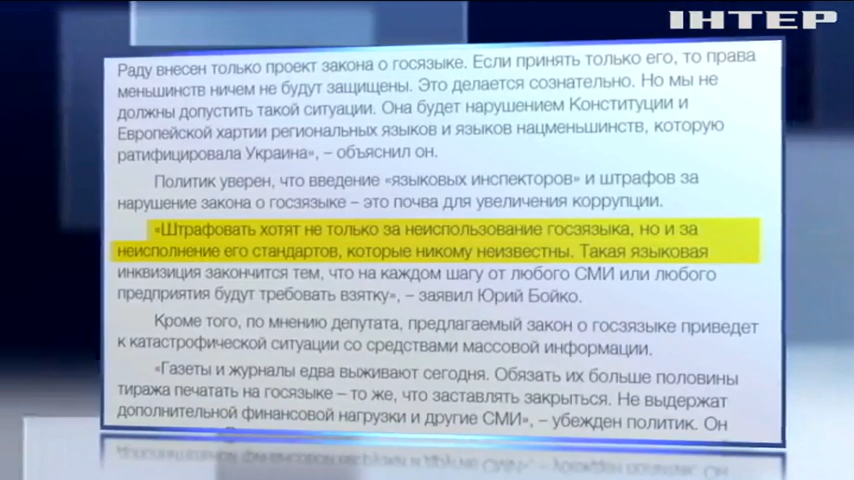 ІНТЕР
Раду внесен только проект закона о госязыке. Если принять только его, то права
меньшинств ничем не будут защищены. Это делается сознательно. Но мы не
должны допустить такой ситуации. Она будет нарушением Конституции и
Европейской хартии региональных языков и языков нацменьшинств, которую
ратифицировала Украина», – объяснил он.
Политик уверен, что введение «языковых инспекторов» и штрафов за
нарушение закона о госязыке – это почва для увеличения коррупции.
«Штрафовать хотят не только за неиспользование госязыка, но и за
неисполнение его стандартов, которые никому неизвестны. Такая языковая
инквизиция закончится тем, что на каждом шагу от любого СМИ или любого
предприятия будут требовать взятку», – заявил Юрий Бойко.
Кроме того, по мнению депутата, предлагаемый закон о госязыке приведет
к катастрофической ситуации со средствами массовой информации.
«Газеты и журналы едва выживают сегодня. Обязать их больше половины
тиража печатать на госязыке – то же, что заставлять закрыться. Не выдержат
дополнительной финансовой нагрузки и другие СМИ», – убежден политик. Он